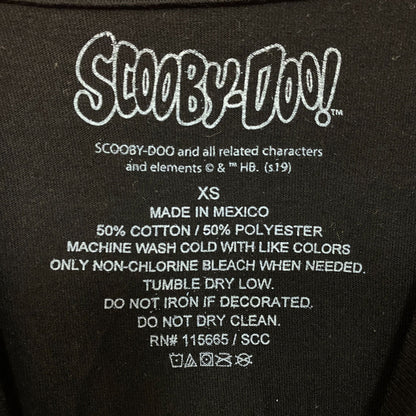 SCOOBY-DOO!™
SCOOBY-DOO and all related characters
and elements © & ™ HB. (s19)
XS
MADE IN MEXICO
50% COTTON / 50% POLYESTER
MACHINE WASH COLD WITH LIKE COLORS
ONLY NON-CHLORINE BLEACH WHEN NEEDED.
TUMBLE DRY LOW.
DO NOT IRON IF DECORATED.
DO NOT DRY CLEAN.
RN# 115665 / SCC